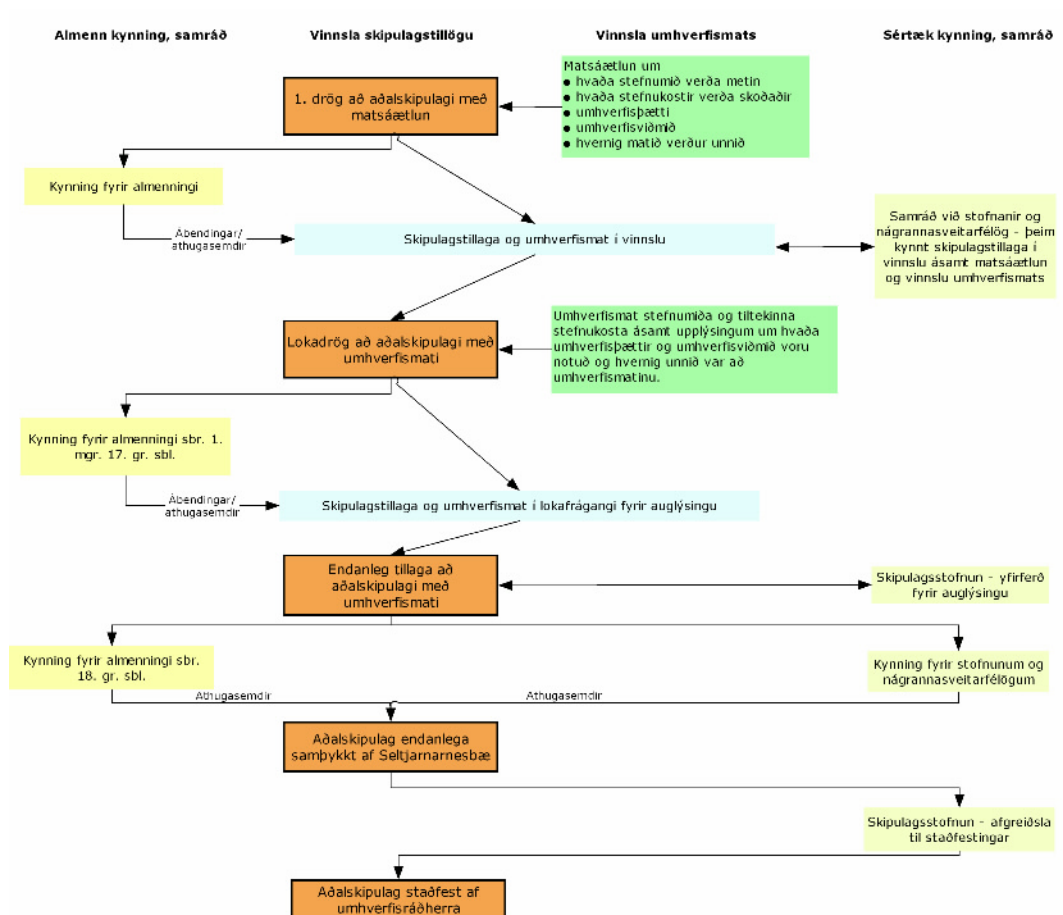 Almenn kynning, samráð
Vinnsla skipulagstillögu
Vinnsla umhverfismats
Sértæk kynning, samráð
Matsáætlun um
● hvaða stefnumið verða metin
● hvaða stefnukostir verða skoðaðir
● umhverfisþætti
● umhverfisviðmið
● hvernig matið verður unnið
1. drög að aðalskipulagi með
matsáætlun
Kynning fyrir almenningi
Ábendingar/
athugasemdir
Skipulagstillaga og umhverfismat í vinnslu
Samráð við stofnanir og
nágrannasveitarfélög - þeim
kynnt skipulagstillaga í
vinnslu ásamt matsáætlun
og vinnslu umhverfismats
Lokadrög að aðalskipulagi með
umhverfismati
Umhverfismat stefnumiða og tiltekinna
stefnukosta ásamt upplýsingum um hvaða
umhverfisþættir og umhverfisviðmið voru
notuð og hvernig unnið var að
umhverfismatinu.
Kynning fyrir almenningi sbr. 1.
mgr. 17. gr. sbl.
Ábendingar/
athugasemdir
Skipulagstillaga og umhverfismat í lokafrágangi fyrir auglýsingu
Endanleg tillaga að
aðalskipulagi með
umhverfismati
Skipulagsstofnun - yfirferð
fyrir auglýsingu
Kynning fyrir almenningi sbr.
18. gr. sbl.
Kynning fyrir stofnunum og
nágrannasveitarfélögum
Athugasemdir
Athugasemdir
Aðalskipulag endanlega
samþykkt af Seltjarnarnesbæ
Skipulagsstofnun - afgreiðsla
til staðfestingar
Aðalskipulag staðfest af
umhverfisráðherra